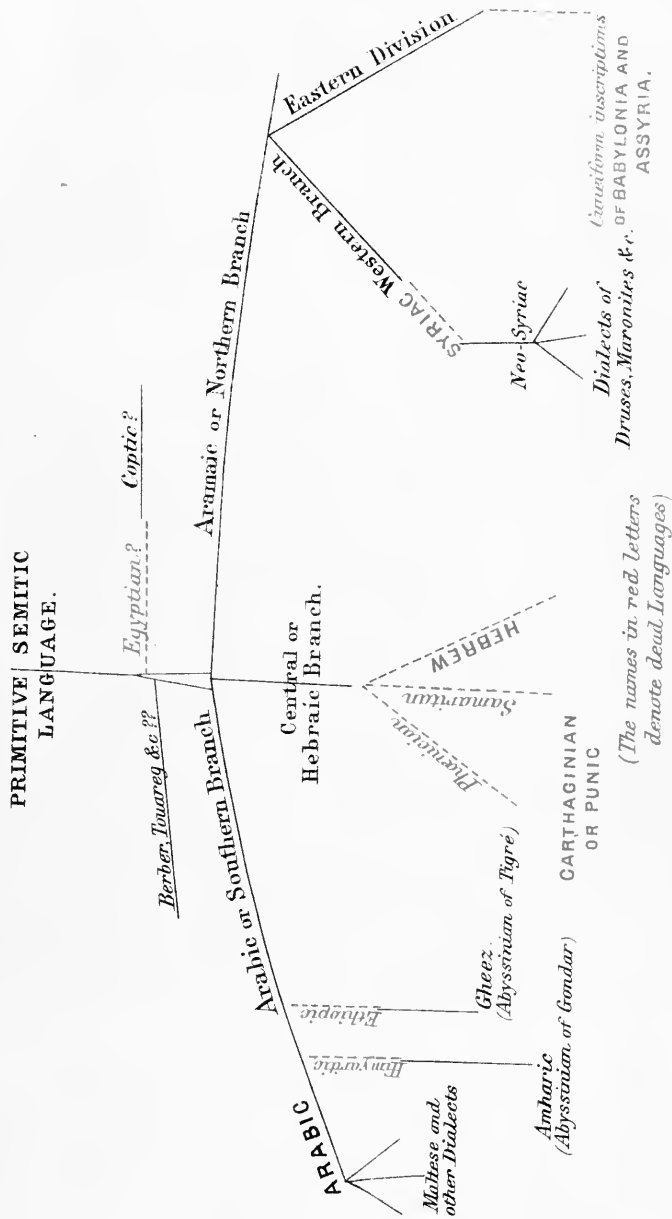 PRIMITIVE SEMITIC
LANGUAGE.
Egyptian?
Coptic?
Berber, Touareg &c ??
Arabic or Southern Branch
Aramaic or Northern Branch
Central or
Hebraic Branch.
ARABIC
Maltese and
other Dialects
Himyaritic
Amharic
(Abyssinian of Gondar)
Ethiopic
Gheez
(Abyssinian of Tigré)
Phœnician
Samaritan
HEBREW
CARTHAGINIAN
OR PUNIC
(The names in red letters
denote dead Languages)
Western Branch
SYRIAC
Neo-Syriac
Dialects of
Druses, Maronites &c.
Eastern Division
Cuneiform inscriptions
OF BABYLONIA AND
ASSYRIA.